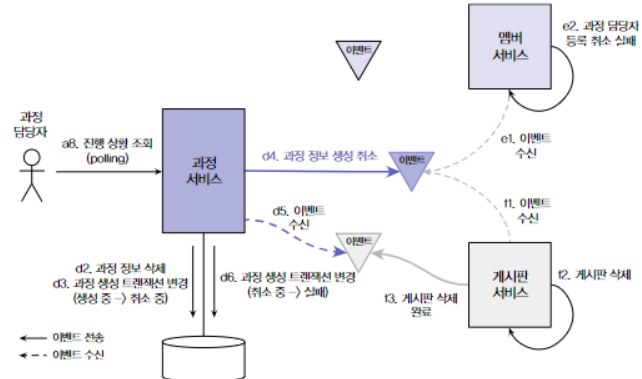 이벤트
멤버
서비스
e2. 과정 담당자
등록 취소 실패
과정
담당자
a8. 진행 상황 조회
(polling)
과정
서비스
d4. 과정 정보 생성 취소
이벤트
e1. 이벤트
수신
d5. 이벤트
수신
f1. 이벤트
수신
이벤트
d2. 과정 정보 삭제
d3. 과정 생성 트랜잭션 변경
(생성 중 -> 취소 중)
d6. 과정 생성 트랜잭션 변경
(취소 중 -> 실패)
f3. 게시판 삭제
완료
게시판
서비스
f2. 게시판 삭제
이벤트 전송
이벤트 수신